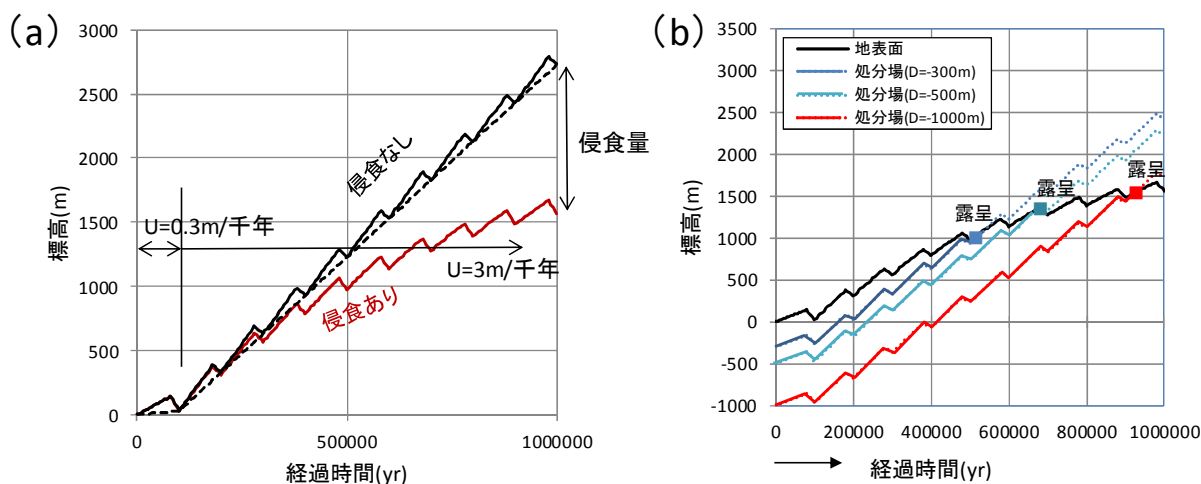 (a)
3000
2500
2000
1500
1000
500
0
標高(m)
侵食なし
侵食量
U=0.3m/千年
U=3m/千年
侵食あり
0
500000
1000000
経過時間(yr)
(b)
3500
3000
2500
2000
1500
1000
500
0
-500
-1000
標高(m)
地表面
処分場(D=-300m)
処分場(D=-500m)
処分場(D=-1000m)
露呈
露呈
露呈
0
200000
400000
600000
800000
1000000
経過時間(yr)